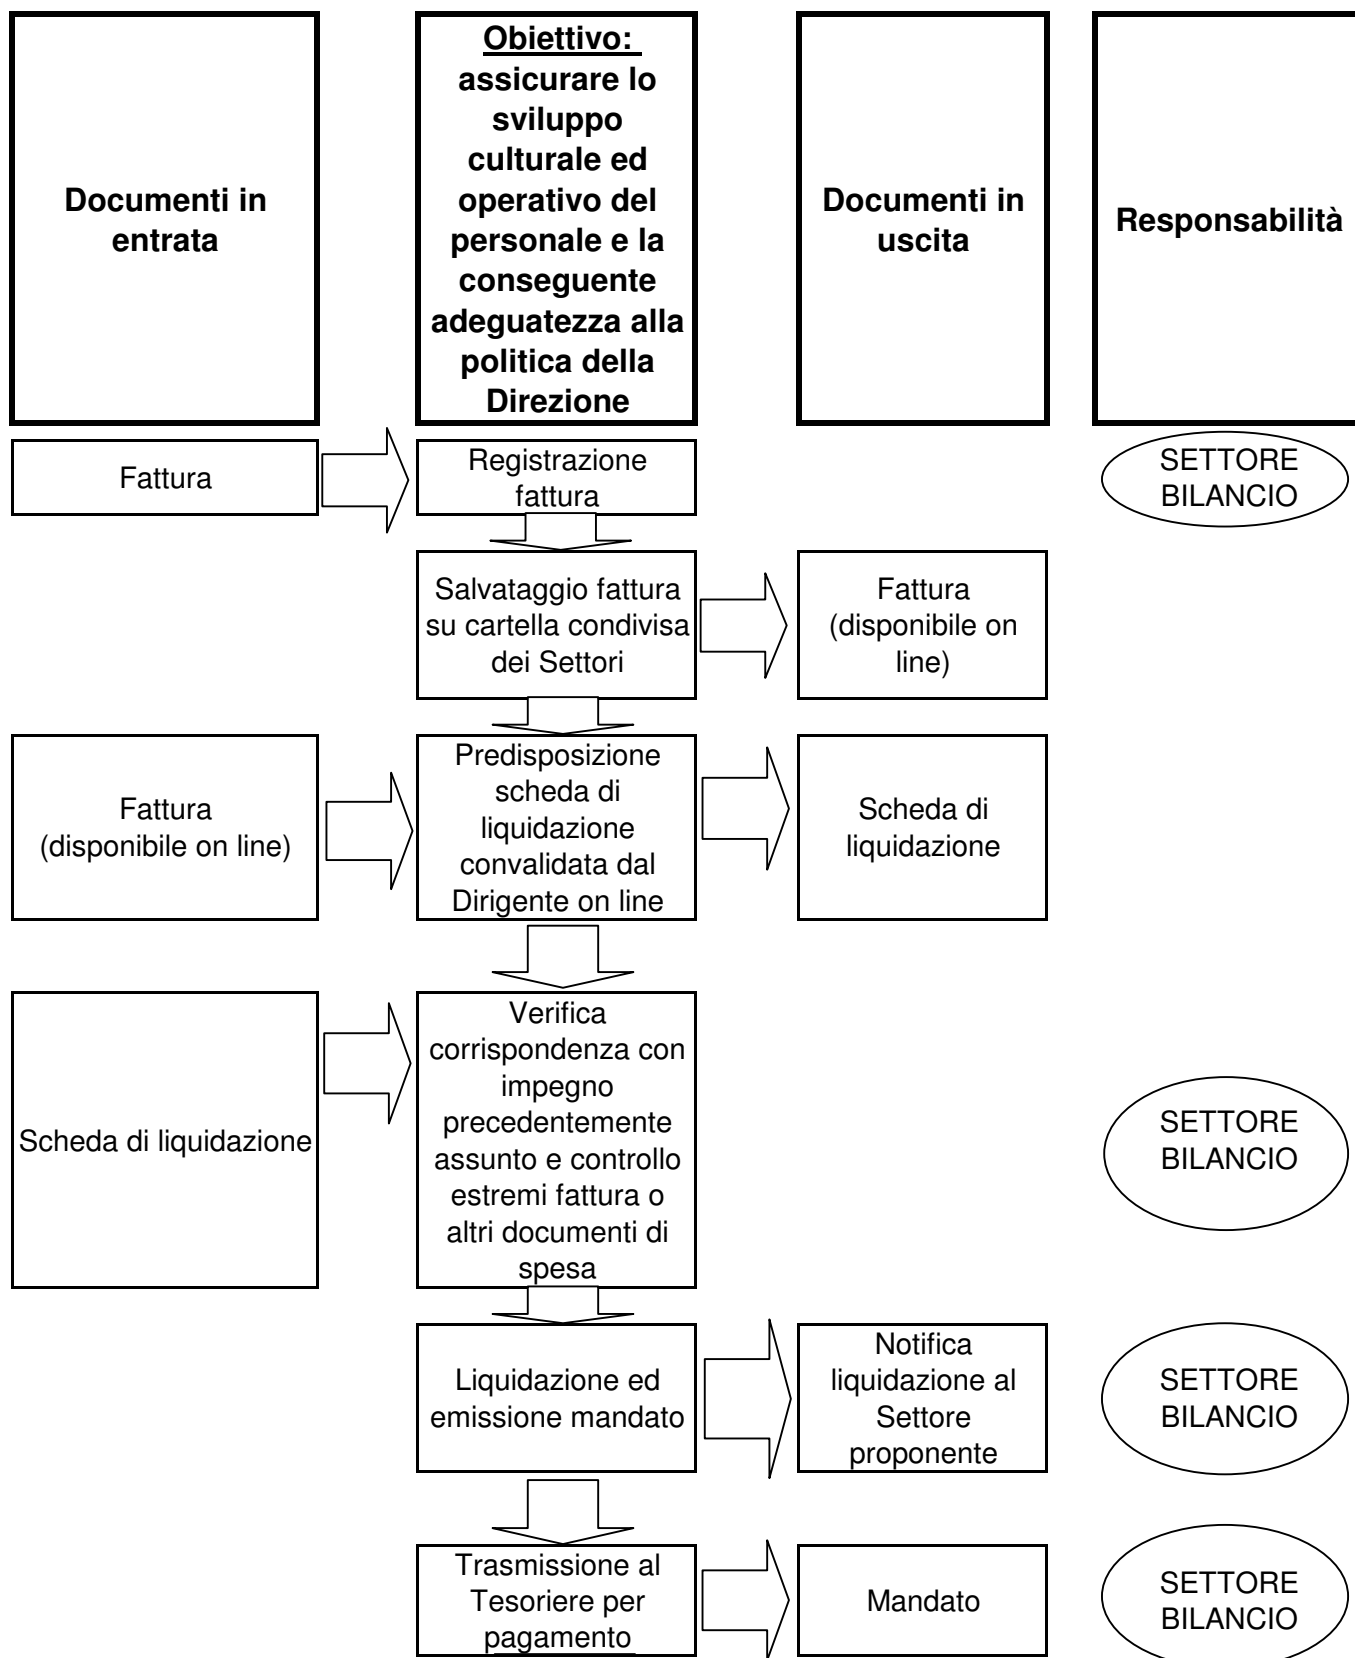 Documenti in
entrata
Obiettivo:
assicurare lo
sviluppo
culturale ed
operativo del
personale e la
conseguente
adeguatezza alla
politica della
Direzione
Documenti in
uscita
Responsabilità
Fattura
Registrazione
fattura
SETTORE
BILANCIO
Salvataggio fattura
su cartella condivisa
dei Settori
Fattura
(disponibile on
line)
Fattura
(disponibile on line)
Predisposizione
scheda di
liquidazione
convalidata dal
Dirigente on line
Scheda di
liquidazione
Scheda di liquidazione
Verifica
corrispondenza con
impegno
precedentemente
assunto e controllo
estremi fattura o
altri documenti di
spesa
SETTORE
BILANCIO
Liquidazione ed
emissione mandato
Notifica
liquidazione al
Settore
proponente
SETTORE
BILANCIO
Trasmissione al
Tesoriere per
pagamento
Mandato
SETTORE
BILANCIO